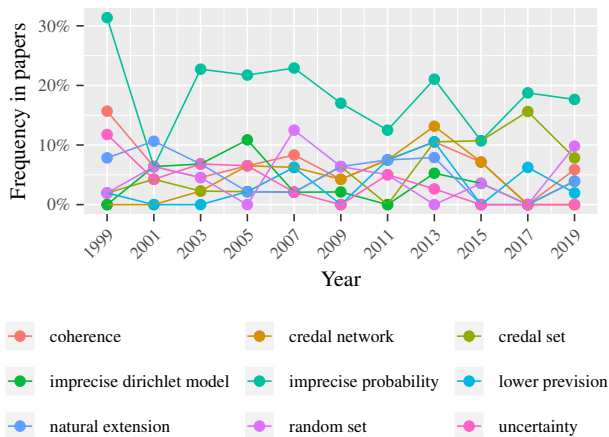 Frequency in papers
30%
20%
10%
0%
1999 2001 2003 2005 2007 2009 2011 2013 2015 2017 2019
Year
coherence credal network credal set
imprecise dirichlet model imprecise probability lower prevision
natural extension random set uncertainty